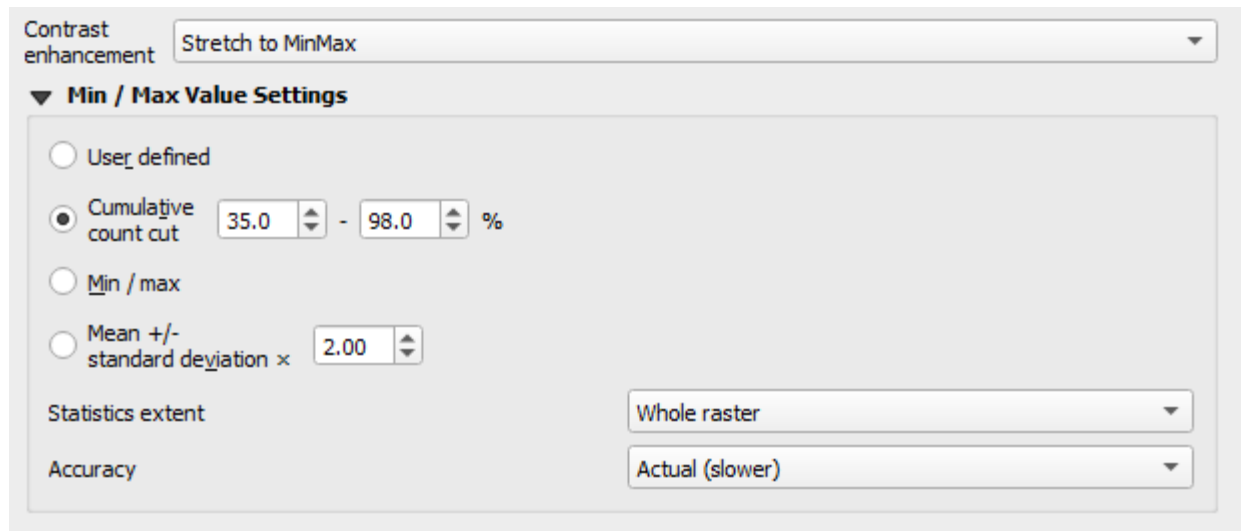 Contrast
enhancement
Stretch to MinMax
Min / Max Value Settings
User defined
Cumulative
count cut
35.0 - 98.0 %
Min / max
Mean +/-
standard deviation ×
2.00
Statistics extent
Whole raster
Accuracy
Actual (slower)